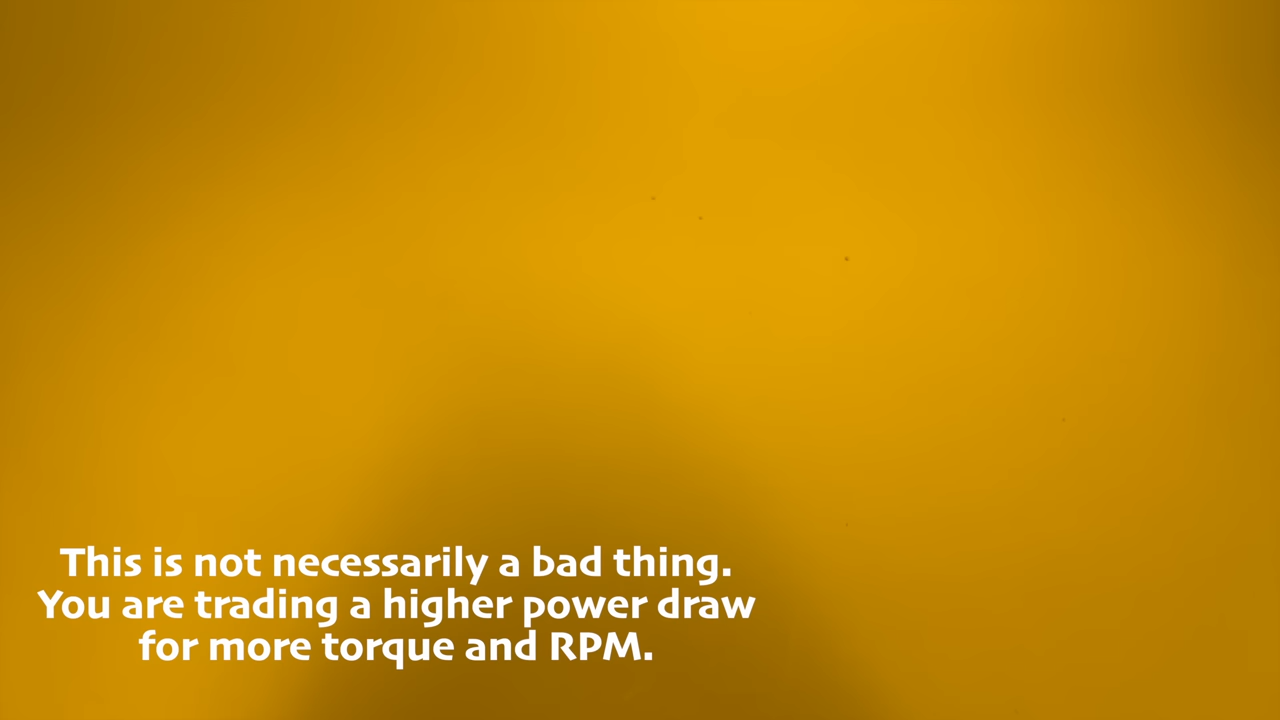 This is not necessarily a bad thing.
You are trading a higher power draw
for more torque and RPM.